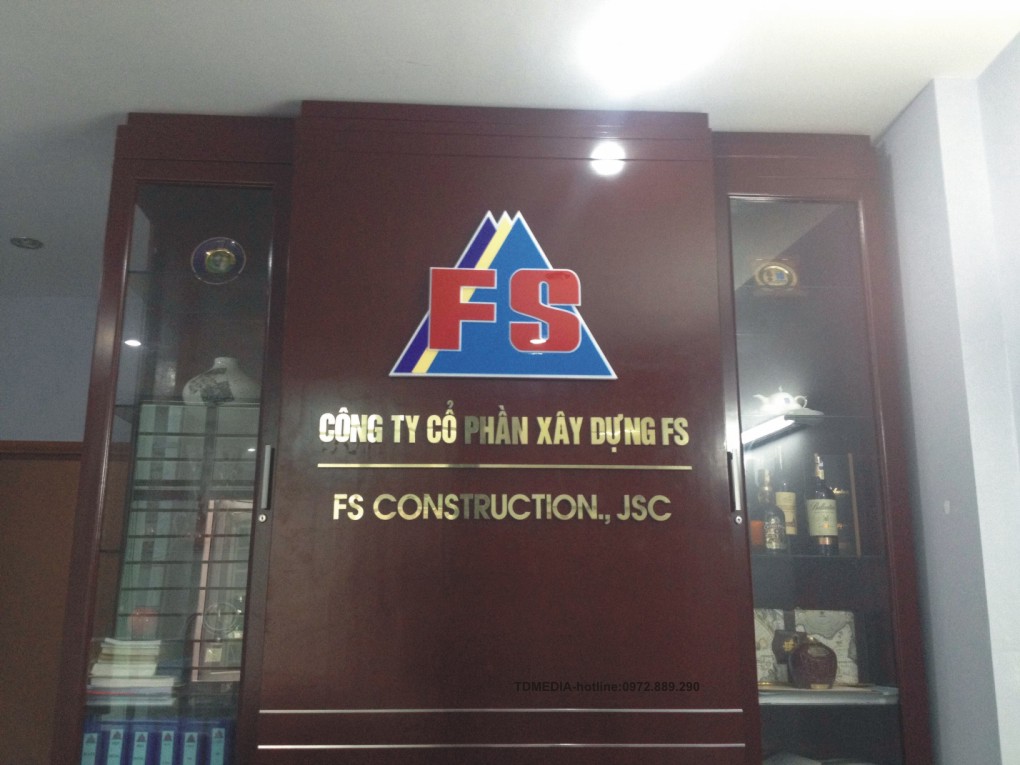 FS
CÔNG TY CỔ PHẦN XÂY DỰNG FS
FS CONSTRUCTION., JSC
TDMEDIA-hotline:0972.889.290